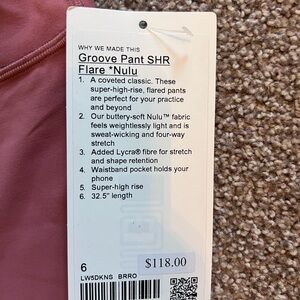 WHY WE MADE THIS
Groove Pant SHR
Flare *Nulu
1. A coveted classic. These
super-high-rise, flared pants
are perfect for your practice
and beyond
2. Our buttery-soft Nulu™ fabric
feels weightlessly light and is
sweat-wicking and four-way
stretch
3. Added Lycra® fibre for stretch
and shape retention
4. Waistband pocket holds your
phone
5. Super-high rise
6. 32.5" length
6
$118.00
LW5DKNS BRRO